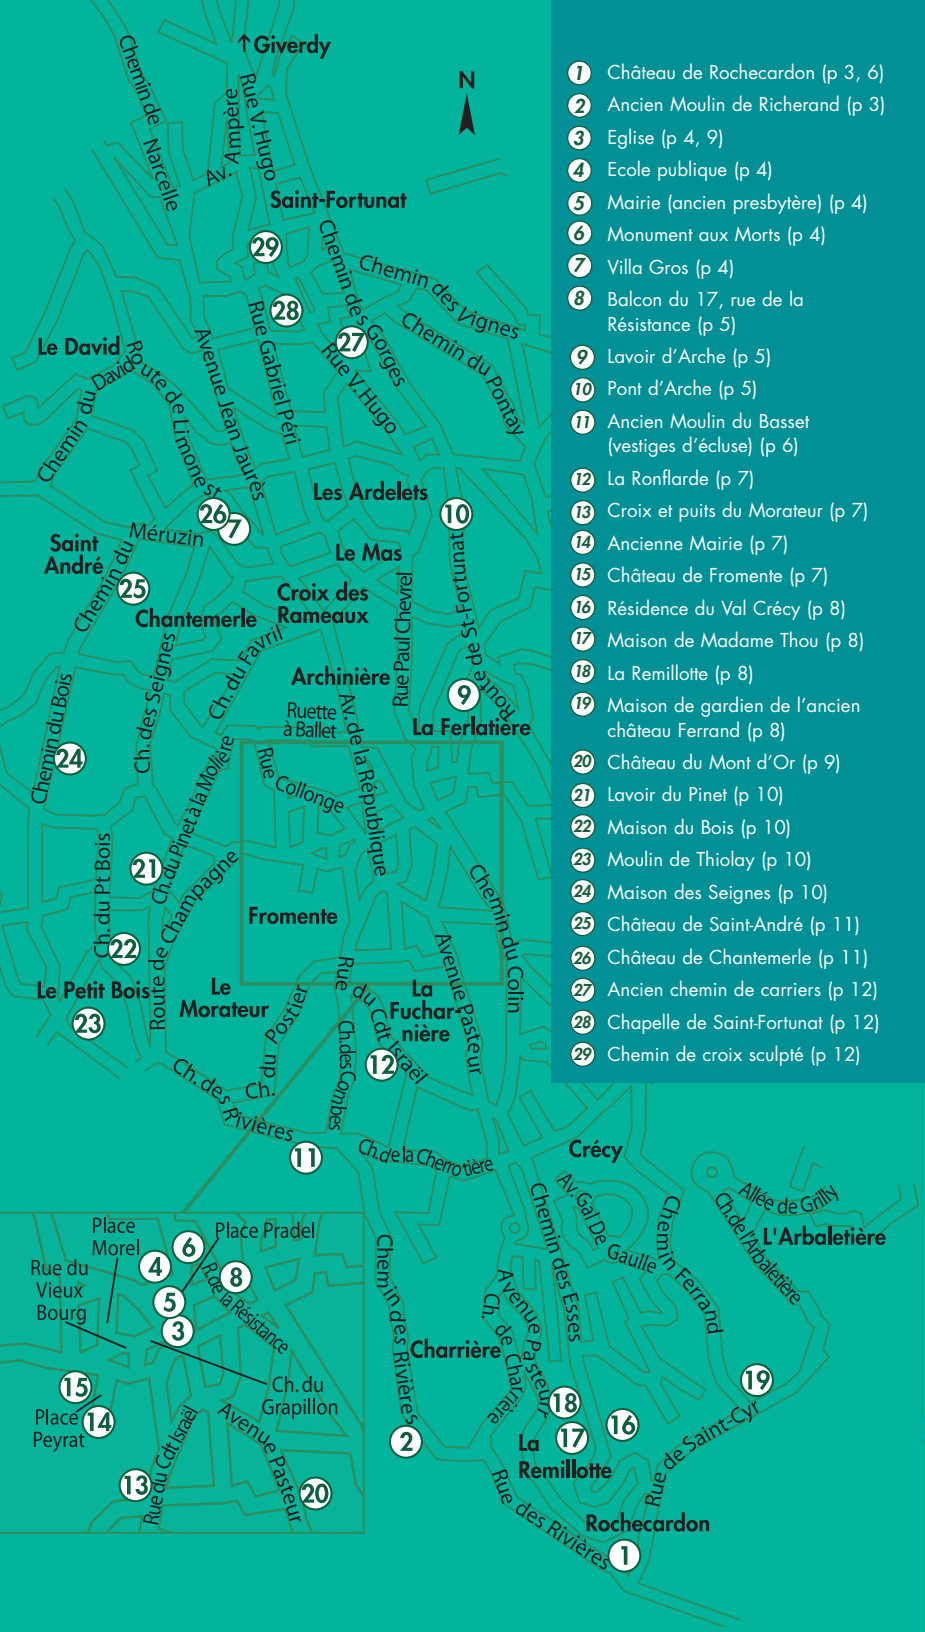 ↑Giverdy
N
Chemin de Narcelle
Av. Ampère
Rue V. Hugo
Saint-Fortunat
29
Chemin des Gorges
Chemin des Vignes
28
27
Rue Gabriel Péri
Chemin du Pontay
Rue V. Hugo
Le David
Chemin du David
Route de Limonest
Avenue Jean Jaurès
Les Ardelets
26
7
10
Saint
André
Chemin du Méruzin
Le Mas
25
Croix des
Rameaux
Chantemerle
Rue Paul Chevrel
Route de St-Fortunat
Ch. du Favril
Ch. des Seignes
Archinière
9
La Ferlatière
Chemin du Bois
24
Ruette
à Ballet
Av. de la République
Rue Collonge
Ch. du Pinet à la Molière
21
Ch. du Pt Bois
22
Route de Champagne
Fromente
Chemin du Colin
Avenue Pasteur
Le Petit Bois
23
Le
Morateur
La
Fuchar-
nière
Rue du Cdt Israël
Ch. du Postier
Ch. des Combes
12
Ch. des Rivières
11
Ch. de la Cherrotière
Crécy
Av. Gal De Gaulle
Chemin des Esses
Chemin Ferrand
Allée de Grilly
Ch. de l'Arbaletière
L'Arbaletière
Chemin des Rivières
Avenue Pasteur
Ch. de Charrière
Charrière
19
18
17
16
2
La
Remillotte
Rue de Saint-Cyr
Rue des Rivières
Rochecardon
1
Place
Morel
6
Place Pradel
4
8
Rue du
Vieux
Bourg
5
3
R. de la Résistance
15
Ch. du
Grapillon
Place
Peyrat
14
13
Rue du Cdt Israël
Avenue Pasteur
20
1 Château de Rochecardon (p 3, 6)
2 Ancien Moulin de Richerand (p 3)
3 Eglise (p 4, 9)
4 Ecole publique (p 4)
5 Mairie (ancien presbytère) (p 4)
6 Monument aux Morts (p 4)
7 Villa Gros (p 4)
8 Balcon du 17, rue de la
Résistance (p 5)
9 Lavoir d'Arche (p 5)
10 Pont d'Arche (p 5)
11 Ancien Moulin du Basset
(vestiges d'écluse) (p 6)
12 La Ronflarde (p 7)
13 Croix et puits du Morateur (p 7)
14 Ancienne Mairie (p 7)
15 Château de Fromente (p 7)
16 Résidence du Val Crécy (p 8)
17 Maison de Madame Thou (p 8)
18 La Remillotte (p 8)
19 Maison de gardien de l'ancien
château Ferrand (p 8)
20 Château du Mont d'Or (p 9)
21 Lavoir du Pinet (p 10)
22 Maison du Bois (p 10)
23 Moulin de Thiolay (p 10)
24 Maison des Seignes (p 10)
25 Château de Saint-André (p 11)
26 Château de Chantemerle (p 11)
27 Ancien chemin de carriers (p 12)
28 Chapelle de Saint-Fortunat (p 12)
29 Chemin de croix sculpté (p 12)